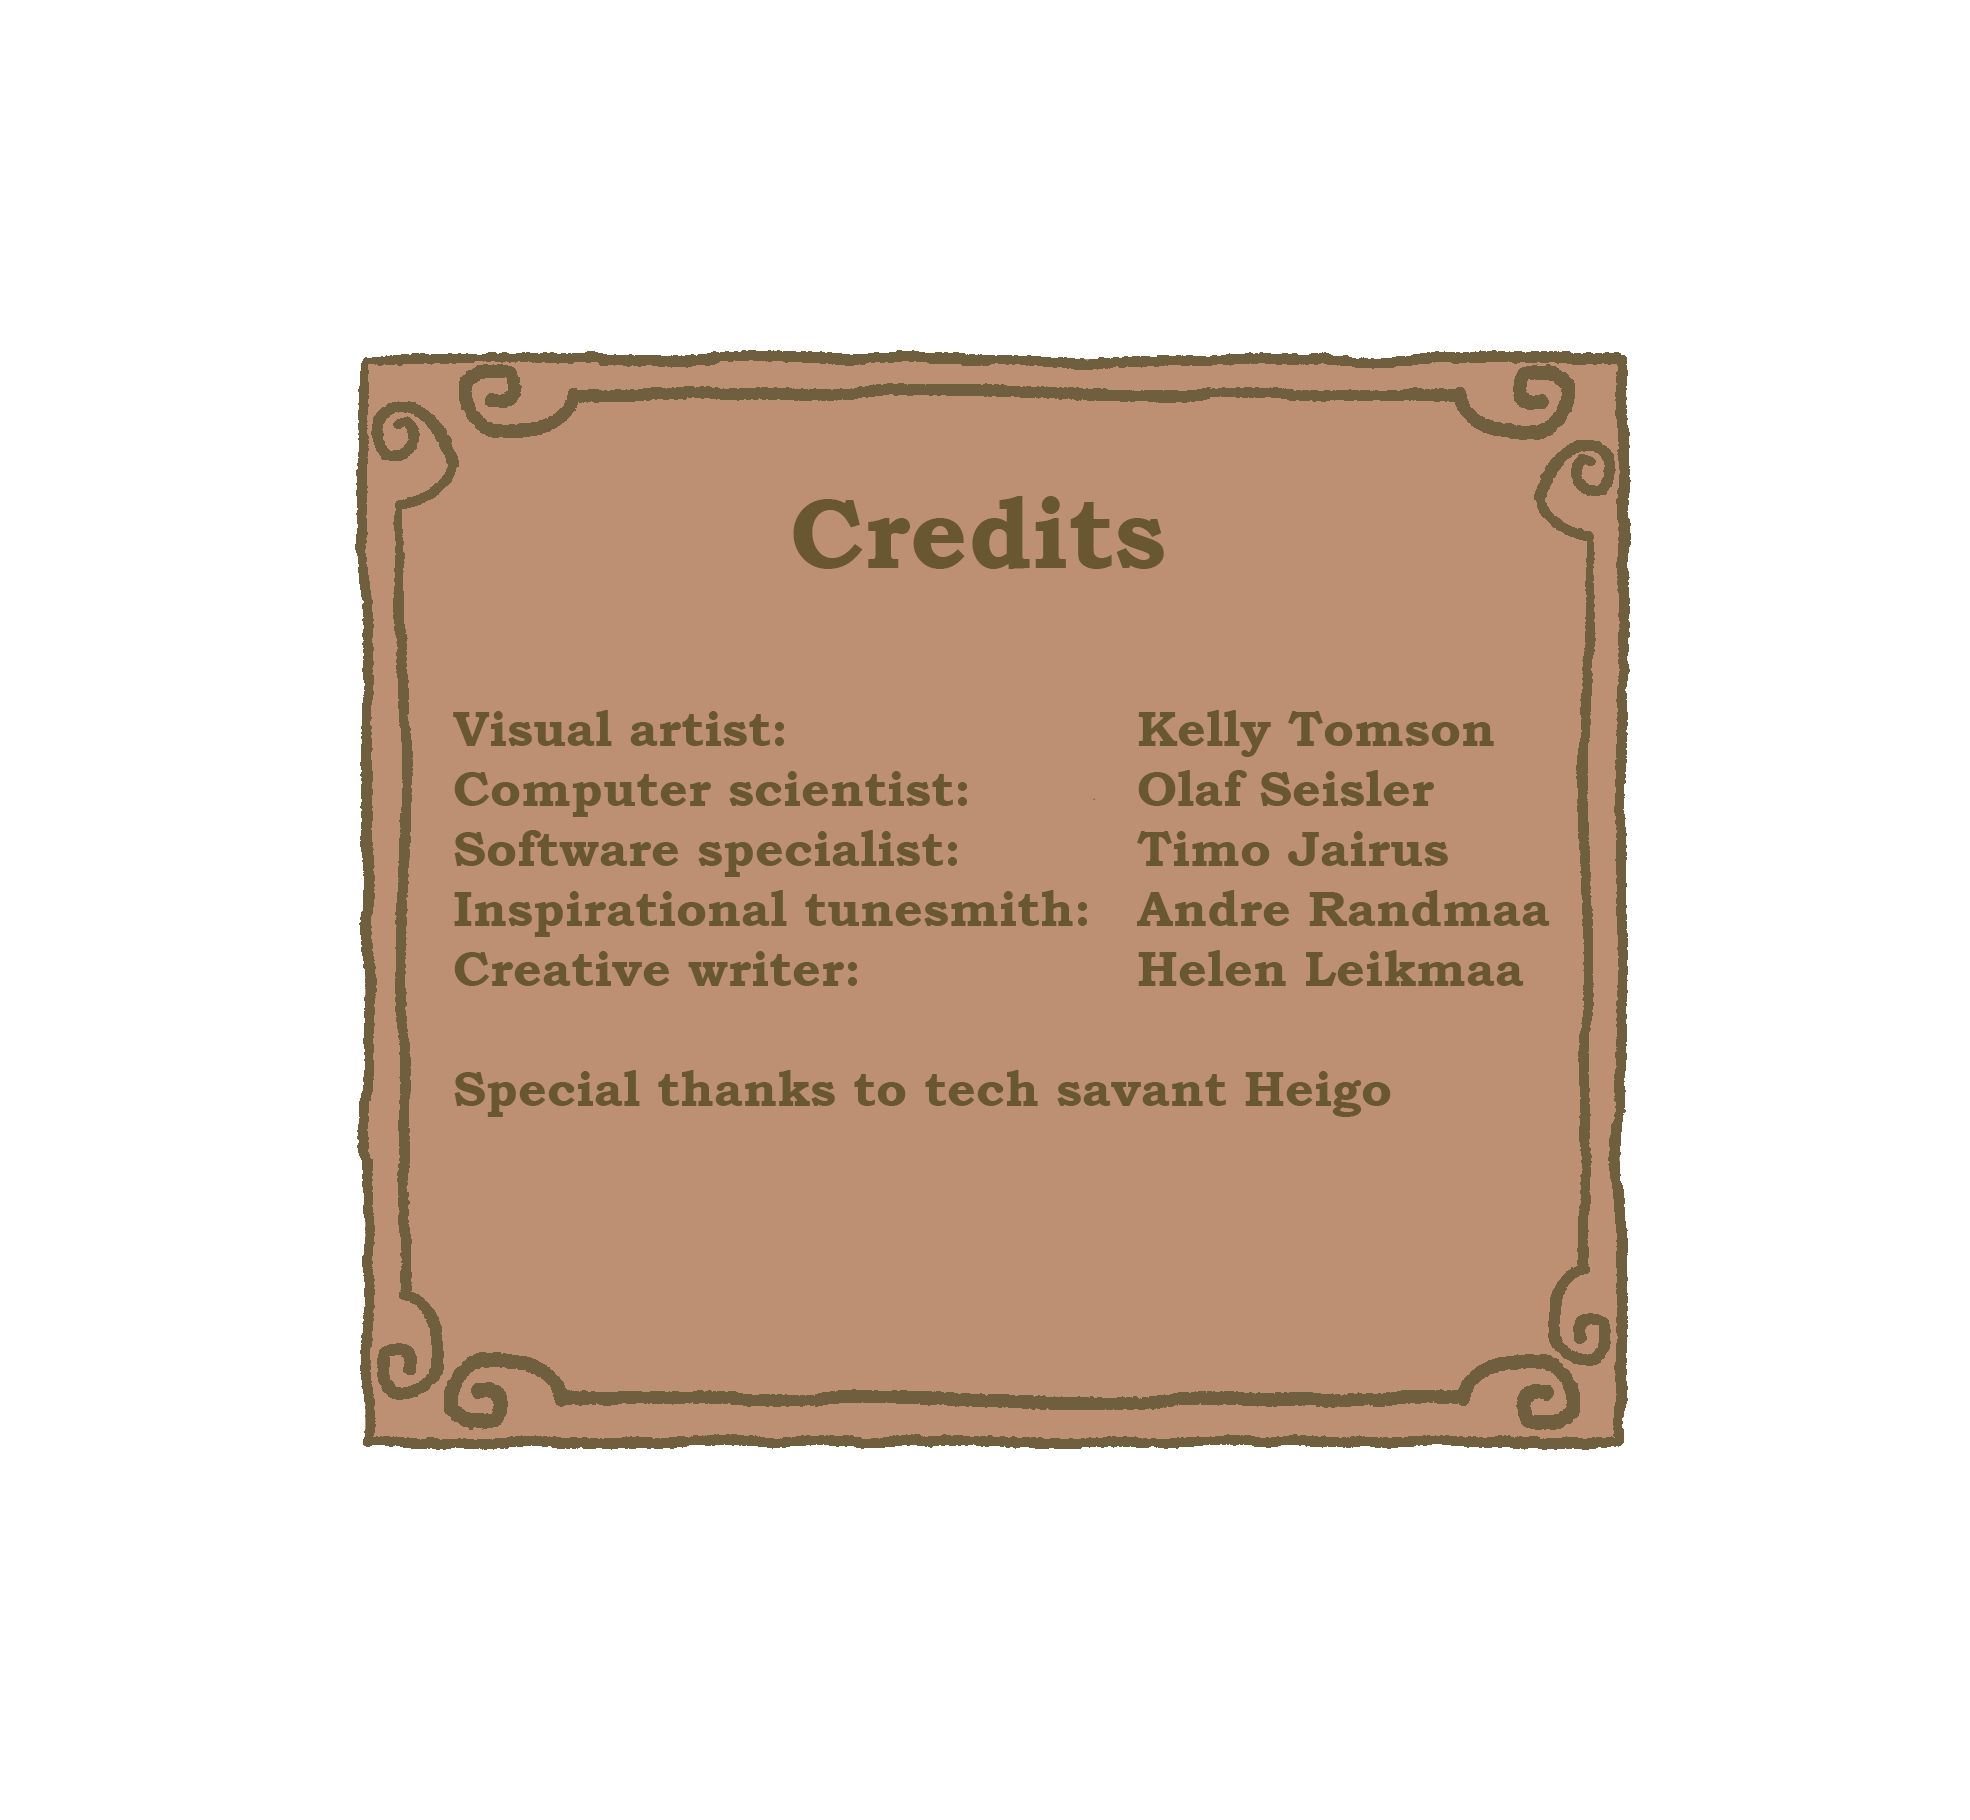 Credits
Visual artist: Kelly Tomson
Computer scientist: Olaf Seisler
Software specialist: Timo Jairus
Inspirational tunesmith: Andre Randmaa
Creative writer: Helen Leikmaa
Special thanks to tech savant Heigo